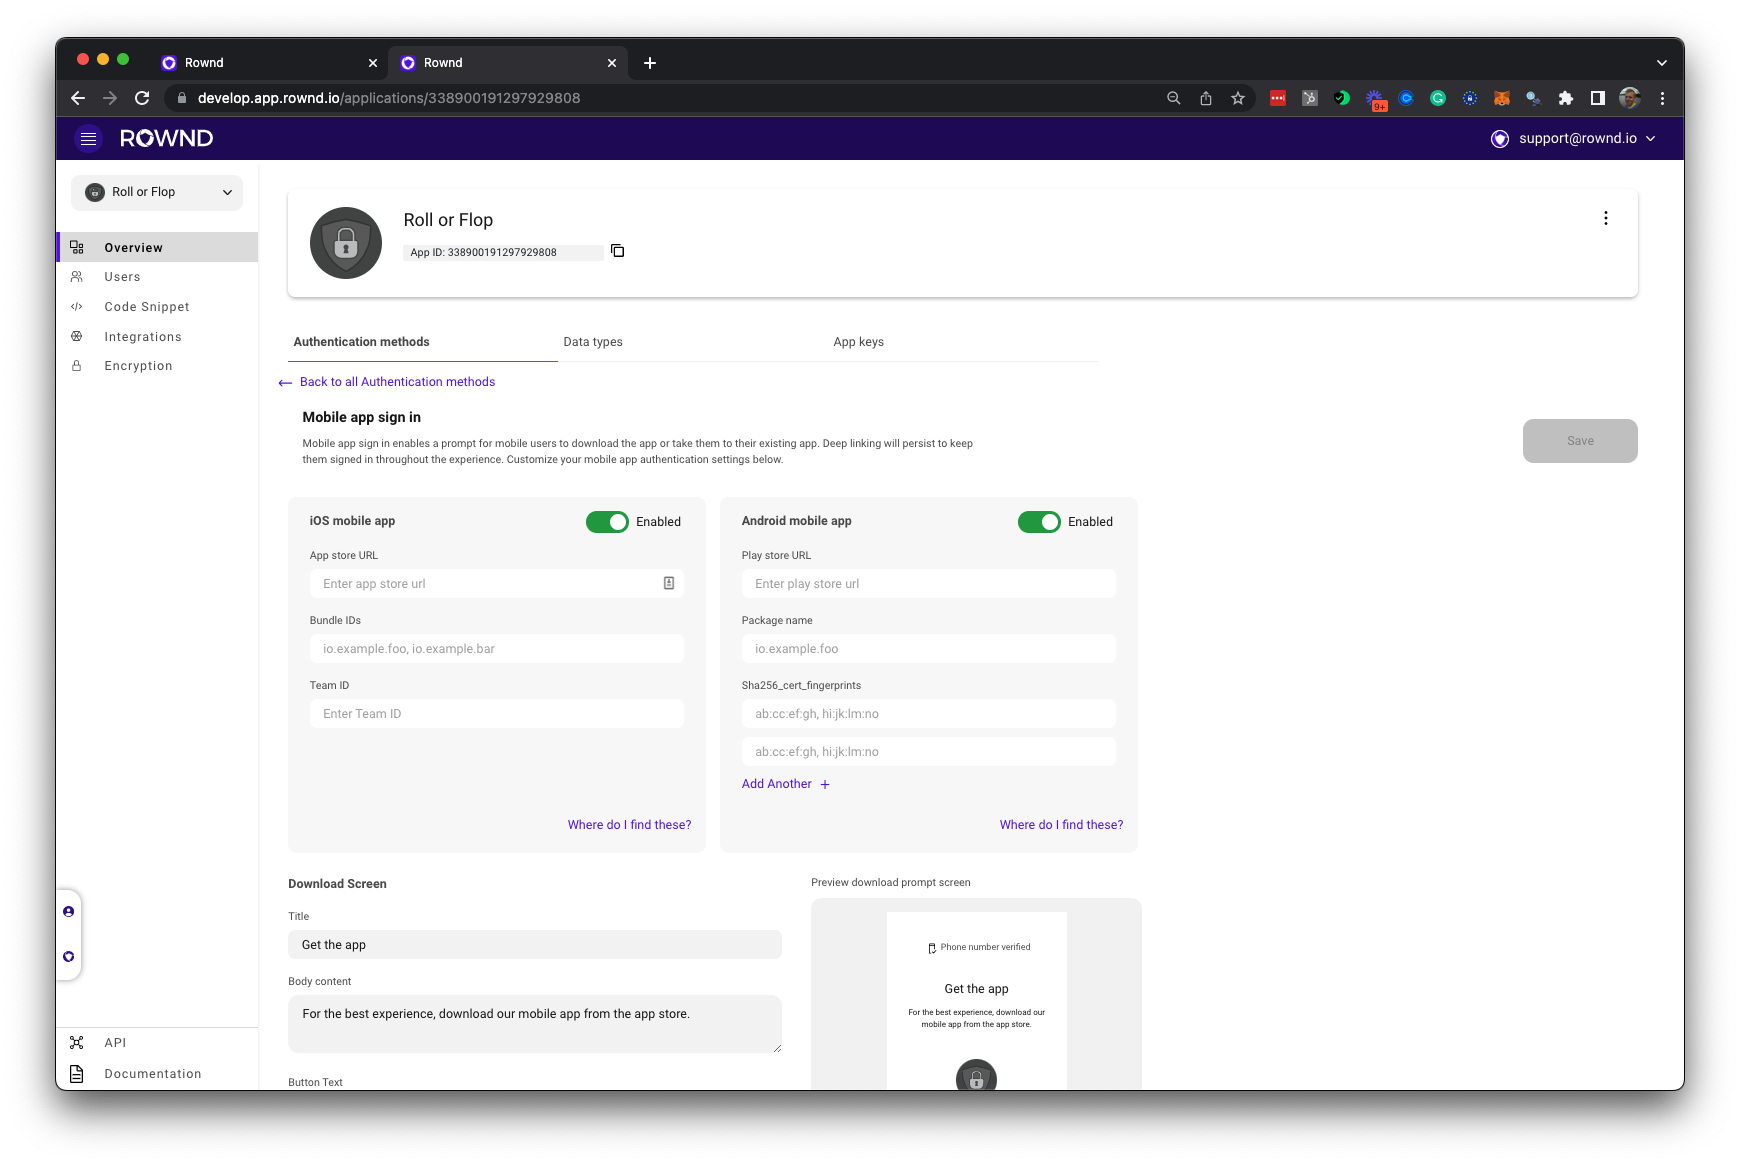 Rownd
Rownd
develop.app.rownd.io/applications/338900191297929808
9+
ROWND
support@rownd.io
Roll or Flop
Overview
Users
Code Snippet
Integrations
Encryption
API
Documentation
Roll or Flop
App ID: 338900191297929808
Authentication methods
Data types
App keys
Back to all Authentication methods
Mobile app sign in
Mobile app sign in enables a prompt for mobile users to download the app or take them to their existing app. Deep linking will persist to keep
them signed in throughout the experience. Customize your mobile app authentication settings below.
Save
iOS mobile app
Enabled
App store URL
Enter app store url
Bundle IDs
io.example.foo, io.example.bar
Team ID
Enter Team ID
Where do I find these?
Android mobile app
Enabled
Play store URL
Enter play store url
Package name
io.example.foo
Sha256_cert_fingerprints
ab:cc:ef:gh, hi:jk:lm:no
ab:cc:ef:gh, hi:jk:lm:no
Add Another +
Where do I find these?
Download Screen
Title
Get the app
Body content
For the best experience, download our mobile app from the app store.
Button Text
Preview download prompt screen
Phone number verified
Get the app
For the best experience, download our
mobile app from the app store.